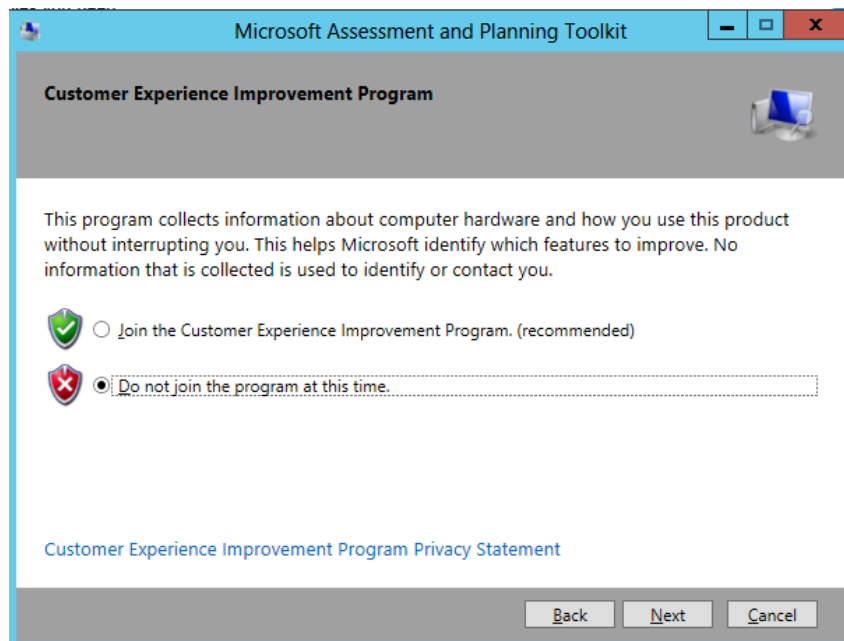 Microsoft Assessment and Planning Toolkit
Customer Experience Improvement Program
This program collects information about computer hardware and how you use this product
without interrupting you. This helps Microsoft identify which features to improve. No
information that is collected is used to identify or contact you.
Join the Customer Experience Improvement Program. (recommended)
Do not join the program at this time.
Customer Experience Improvement Program Privacy Statement
Back Next Cancel